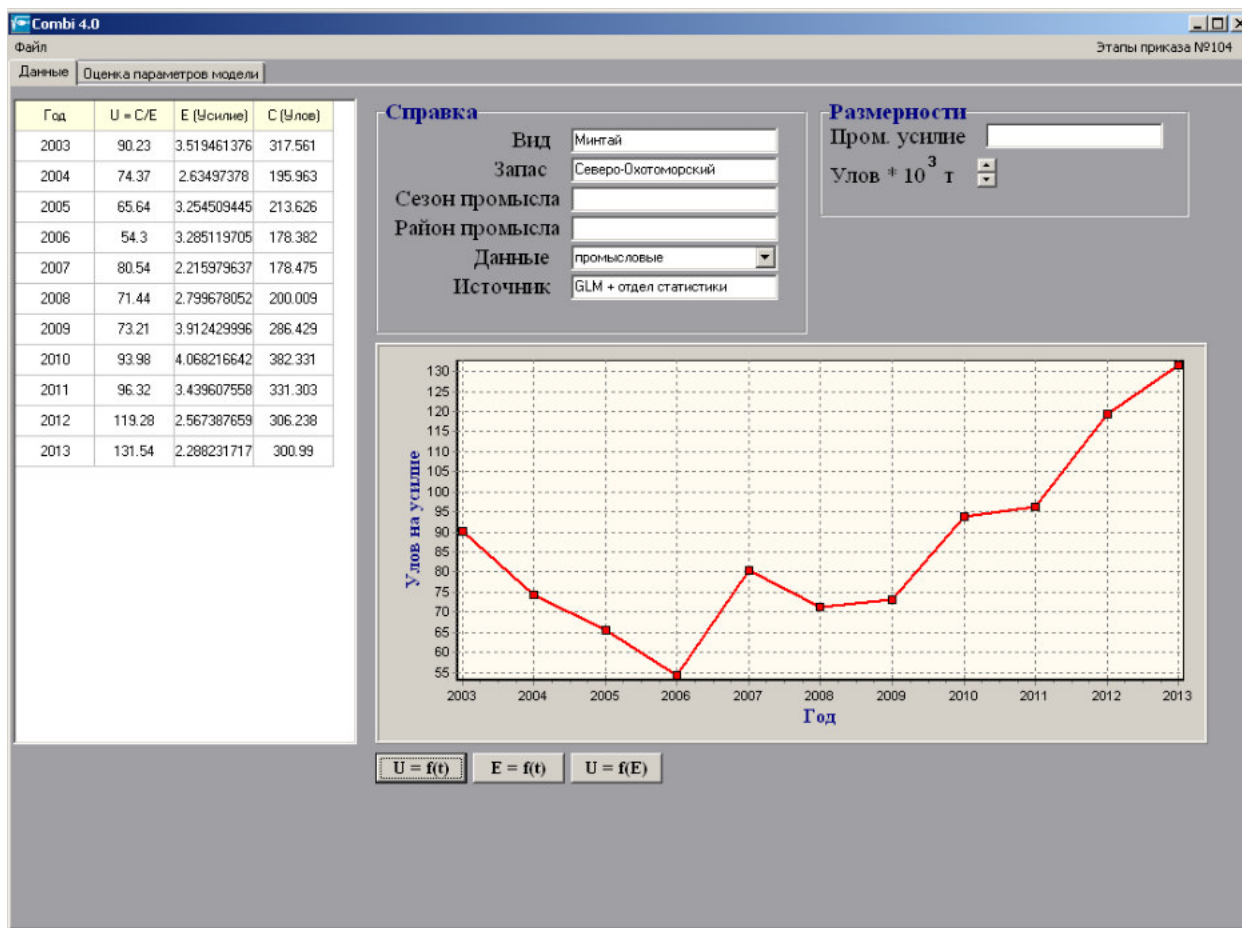 Combi 4.0
Файл
Этапы приказа №104
Данные Оценка параметров модели
Год U = C/E E (Усилие) C (Улов)
2003 90.23 3.519461376 317.561
2004 74.37 2.63497378 195.963
2005 65.64 3.254509445 213.626
2006 54.3 3.285119705 178.382
2007 80.54 2.215979637 178.475
2008 71.44 2.799678052 200.009
2009 73.21 3.912429996 286.429
2010 93.98 4.068216642 382.331
2011 96.32 3.439607558 331.303
2012 119.28 2.567387659 306.238
2013 131.54 2.288231717 300.99
Справка
Вид Минтай
Запас Северо-Охотоморский
Сезон промысла
Район промысла
Данные промысловые
Источник GLM + отдел статистики
Размерности
Пром. усилие
Улов * 10³ т
130
125
120
115
110
105
100
95
90
85
80
75
70
65
60
55
Улов на усилие
2003 2004 2005 2006 2007 2008 2009 2010 2011 2012 2013
Год
U = f(t) E = f(t) U = f(E)